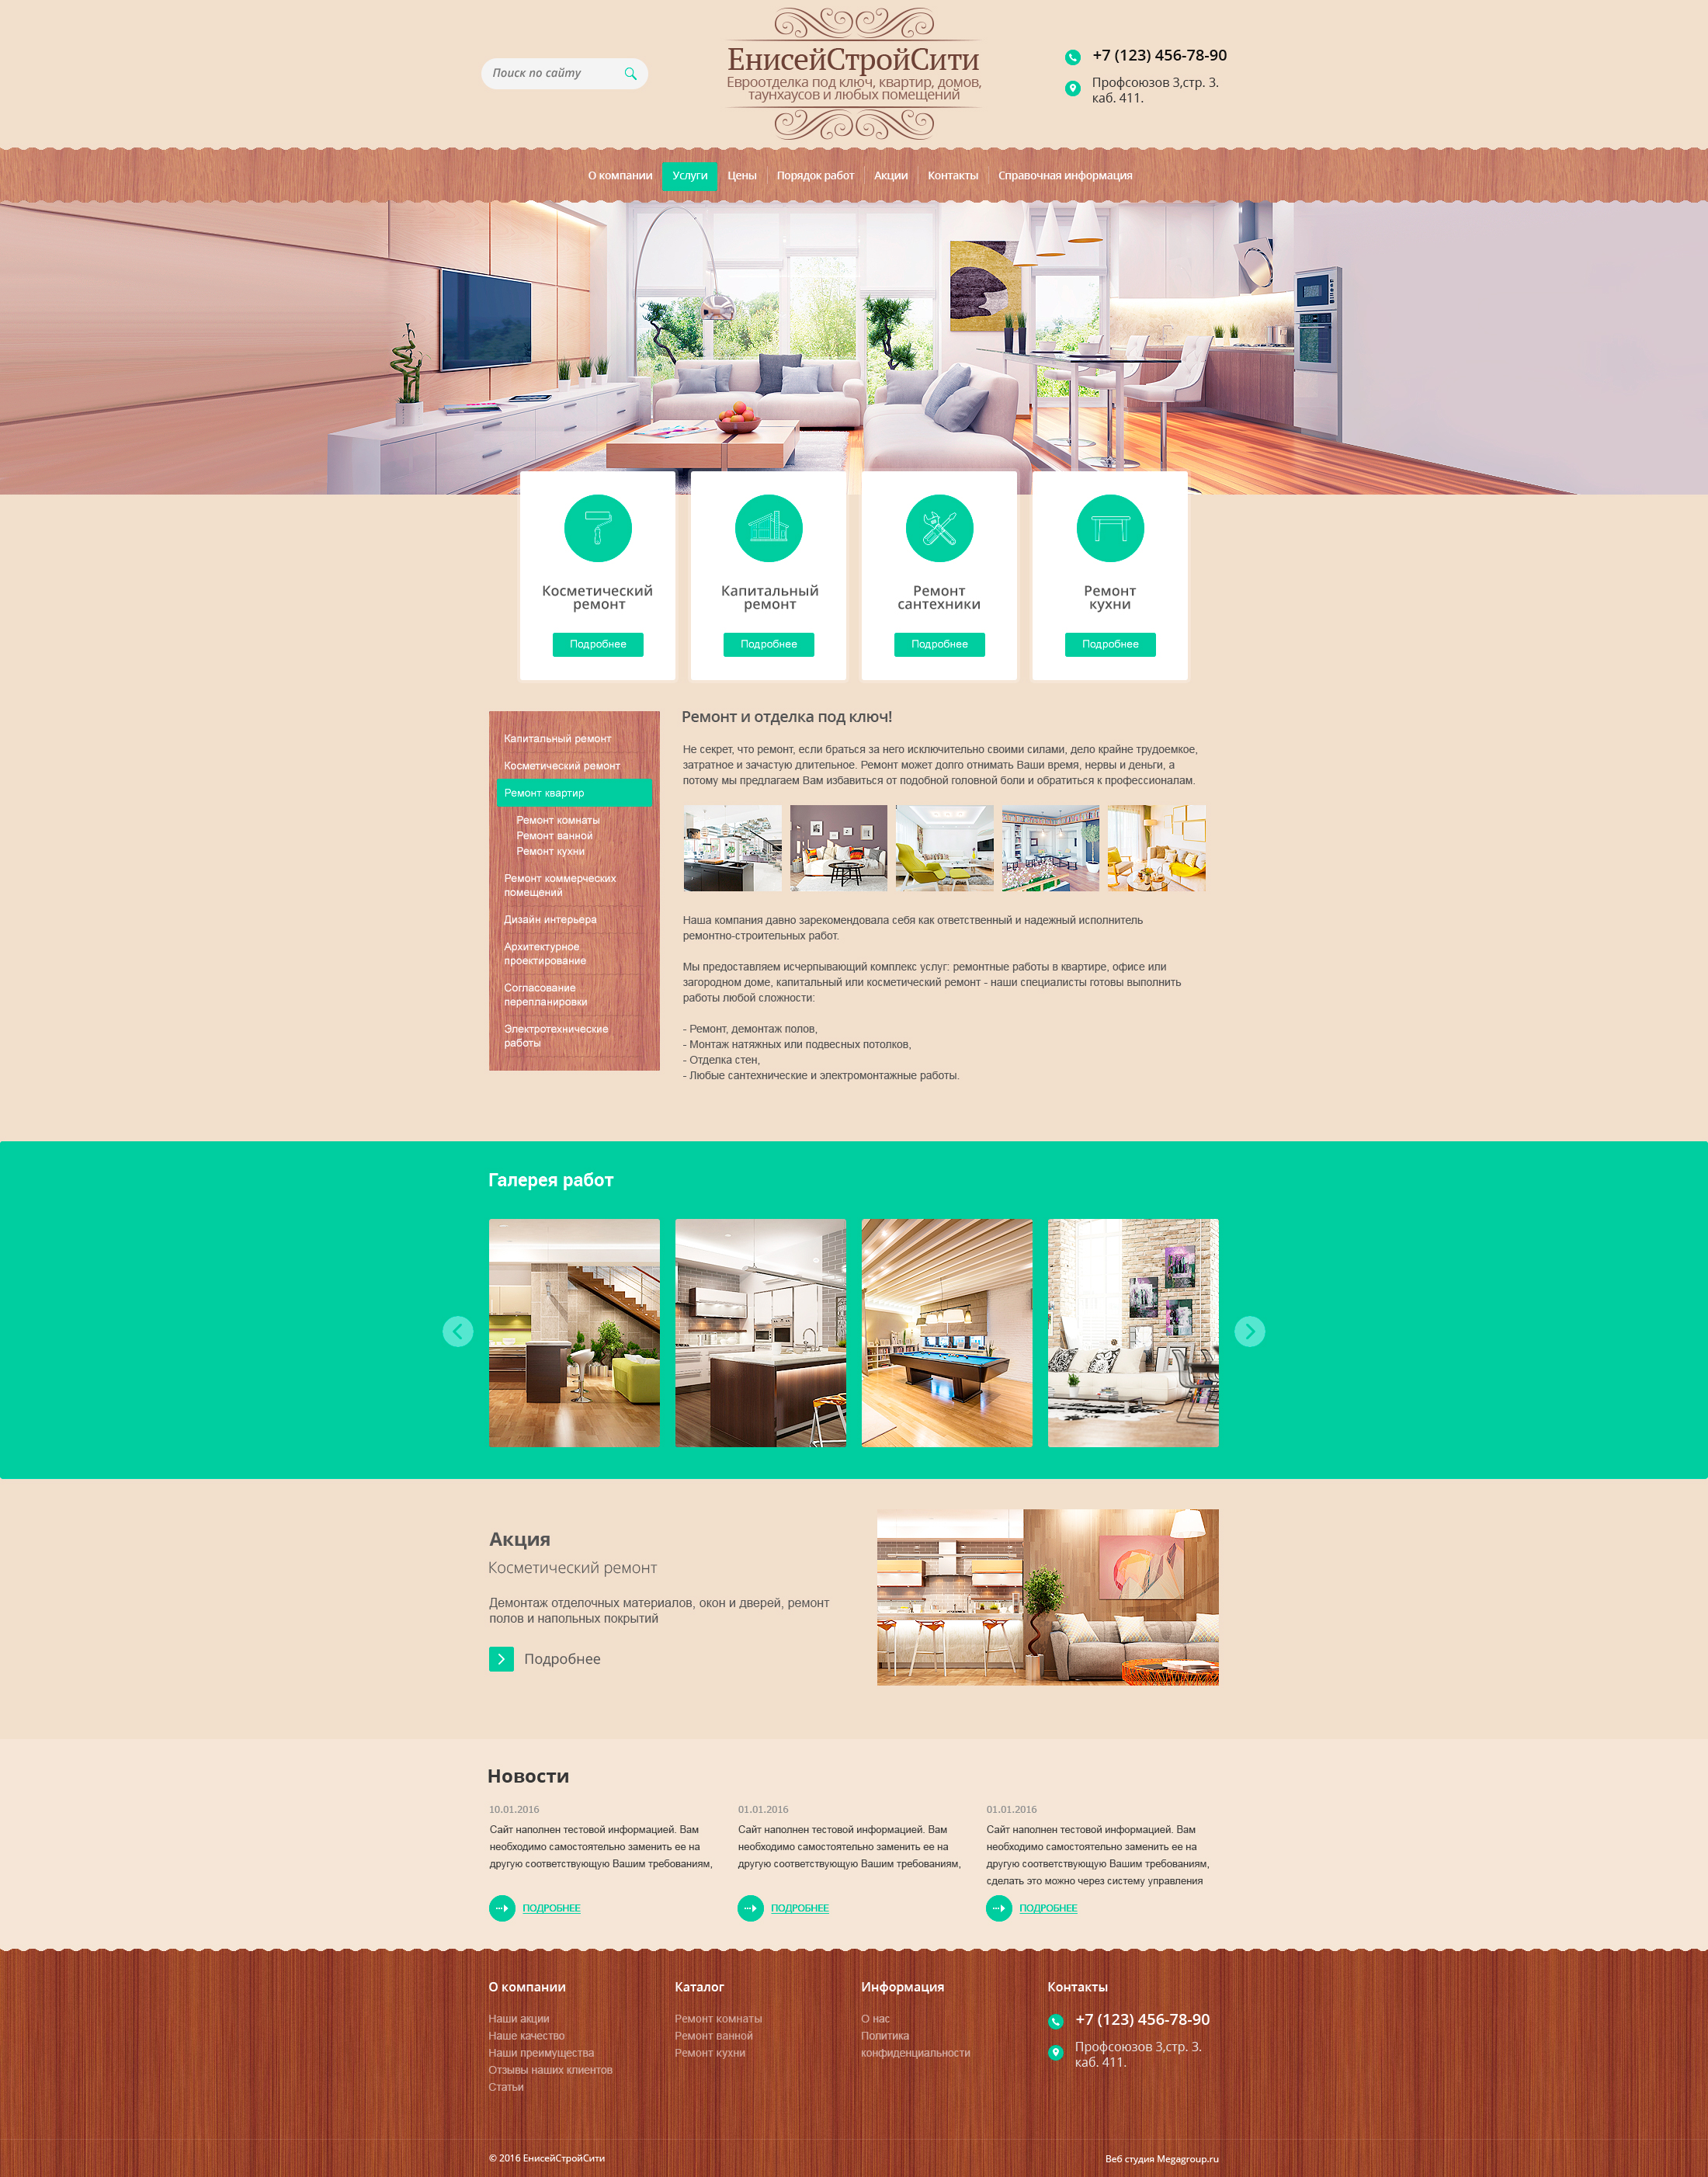 Поиск по сайту
ЕнисейСтройСити
Евроотделка под ключ, квартир, домов,
таунхаусов и любых помещений
+7 (123) 456-78-90
Профсоюзов 3,стр. 3.
каб. 411.
О компании
Услуги
Цены
Порядок работ
Акции
Контакты
Справочная информация
Косметический
ремонт
Подробнее
Капитальный
ремонт
Подробнее
Ремонт
сантехники
Подробнее
Ремонт
кухни
Подробнее
Капитальный ремонт
Косметический ремонт
Ремонт квартир
Ремонт комнаты
Ремонт ванной
Ремонт кухни
Ремонт коммерческих
помещений
Дизайн интерьера
Архитектурное
проектирование
Согласование
перепланировки
Электротехнические
работы
Ремонт и отделка под ключ!
Не секрет, что ремонт, если браться за него исключительно своими силами, дело крайне трудоемкое,
затратное и зачастую длительное. Ремонт может долго отнимать Ваши время, нервы и деньги, а
потому мы предлагаем Вам избавиться от подобной головной боли и обратиться к профессионалам.
Наша компания давно зарекомендовала себя как ответственный и надежный исполнитель
ремонтно-строительных работ.
Мы предоставляем исчерпывающий комплекс услуг: ремонтные работы в квартире, офисе или
загородном доме, капитальный или косметический ремонт - наши специалисты готовы выполнить
работы любой сложности:
- Ремонт, демонтаж полов,
- Монтаж натяжных или подвесных потолков,
- Отделка стен,
- Любые сантехнические и электромонтажные работы.
Галерея работ
Акция
Косметический ремонт
Демонтаж отделочных материалов, окон и дверей, ремонт
полов и напольных покрытий
Подробнее
Новости
10.01.2016
Сайт наполнен тестовой информацией. Вам
необходимо самостоятельно заменить ее на
другую соответствующую Вашим требованиям,
ПОДРОБНЕЕ
01.01.2016
Сайт наполнен тестовой информацией. Вам
необходимо самостоятельно заменить ее на
другую соответствующую Вашим требованиям,
ПОДРОБНЕЕ
01.01.2016
Сайт наполнен тестовой информацией. Вам
необходимо самостоятельно заменить ее на
другую соответствующую Вашим требованиям,
сделать это можно через систему управления
ПОДРОБНЕЕ
О компании
Наши акции
Наше качество
Наши преимущества
Отзывы наших клиентов
Статьи
Каталог
Ремонт комнаты
Ремонт ванной
Ремонт кухни
Информация
О нас
Политика
конфиденциальности
Контакты
+7 (123) 456-78-90
Профсоюзов 3,стр. 3.
каб. 411.
© 2016 ЕнисейСтройСити
Веб студия Megagroup.ru